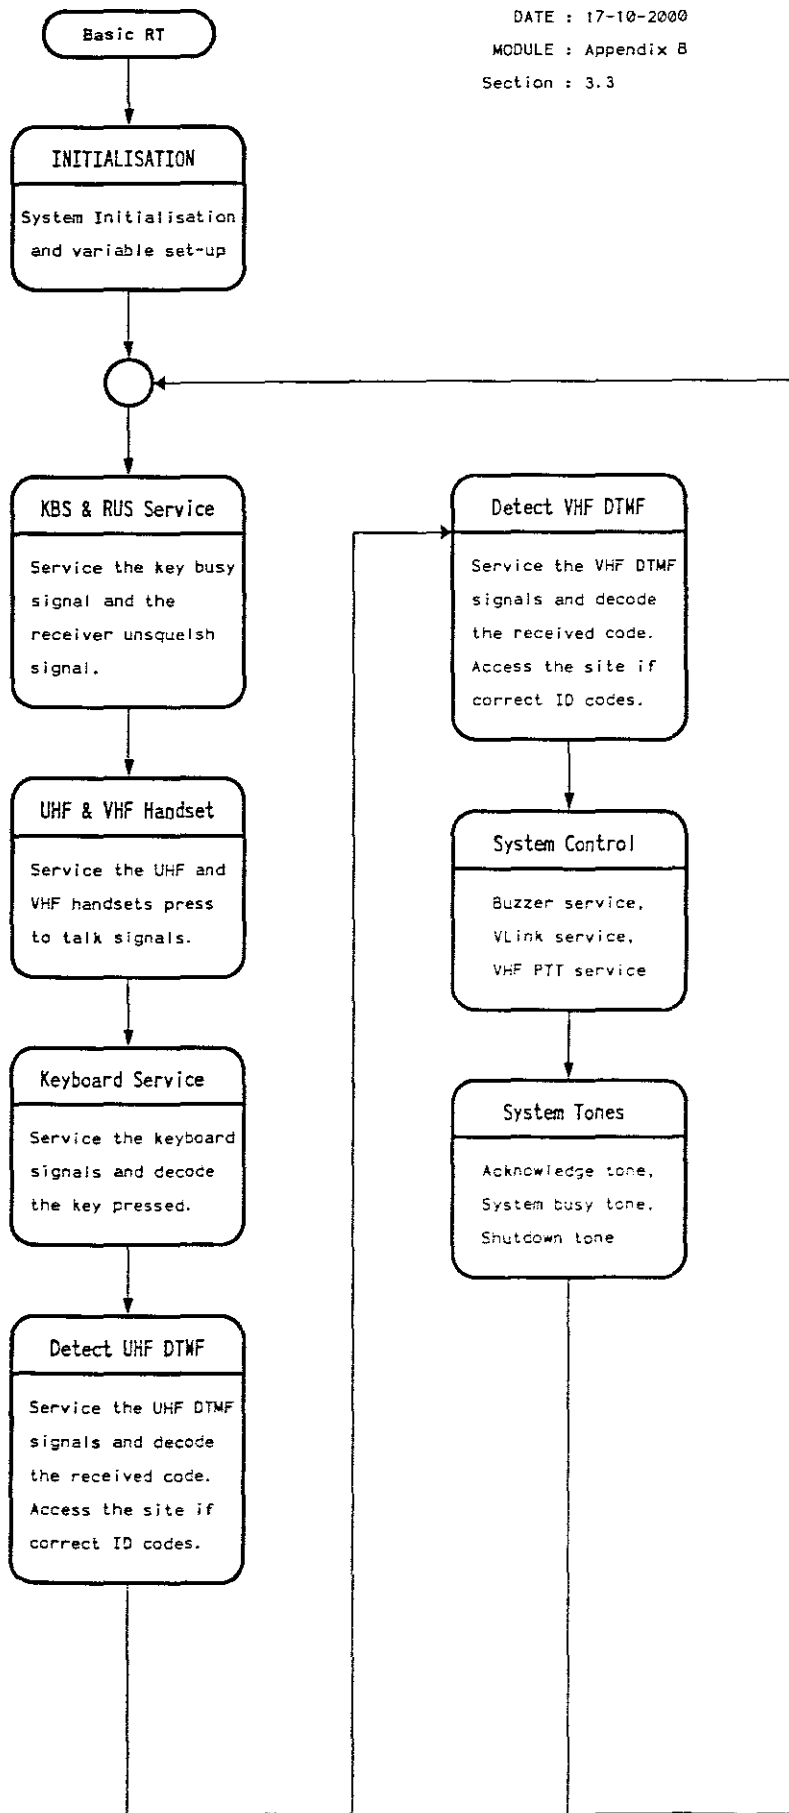 Basic RT
DATE : 17-10-2000
MODULE : Appendix B
Section : 3.3
INITIALISATION
System Initialisation
and variable set-up
KBS & RUS Service
Service the key busy
signal and the
receiver unsquelsh
signal.
UHF & VHF Handset
Service the UHF and
VHF handsets press
to talk signals.
Keyboard Service
Service the keyboard
signals and decode
the key pressed.
Detect UHF DTMF
Service the UHF DTMF
signals and decode
the received code.
Access the site if
correct ID codes.
Detect VHF DTMF
Service the VHF DTMF
signals and decode
the received code.
Access the site if
correct ID codes.
System Control
Buzzer service,
VLink service,
VHF PTT service
System Tones
Acknowledge tone,
System busy tone,
Shutdown tone